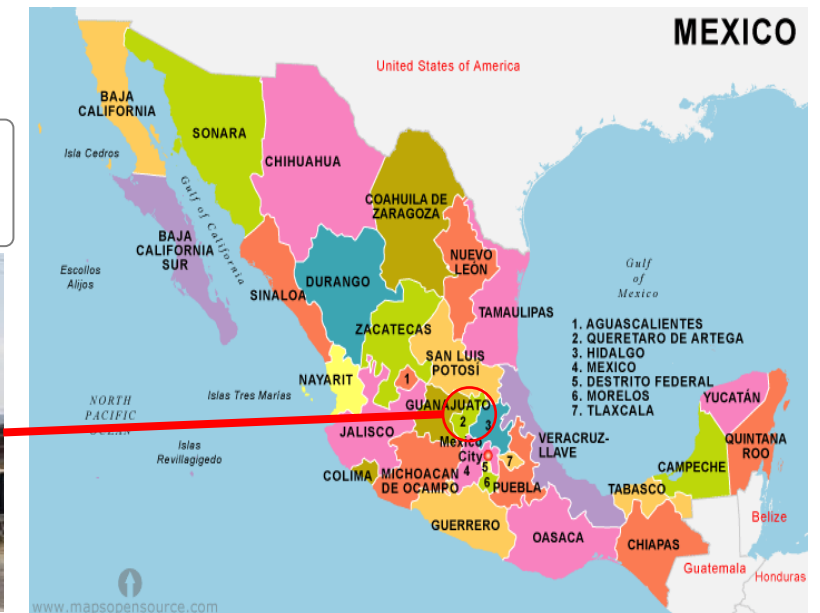 MEXICO
United States of America
BAJA
CALIFORNIA
SONARA
CHIHUAHUA
Isla Cedros
COAHUILA DE
ZARAGOZA
Gulf of California
BAJA
CALIFORNIA
SUR
NUEVO
LEÓN
Gulf
of
Mexico
Escollos
Alijos
DURANGO
SINALOA
TAMAULIPAS
ZACATECAS
1. AGUASCALIENTES
2. QUERETARO DE ARTEGA
3. HIDALGO
4. MEXICO
5. DESTRITO FEDERAL
6. MORELOS
7. TLAXCALA
SAN LUIS
POTOSÍ
NAYARIT
1
Islas Tres Marías
GUANAJUATO
YUCATÁN
NORTH
PACIFIC
OCEAN
2
3
JALISCO
Mexico
City
Islas
Revillagigedo
VERACRUZ-
LLAVE
QUINTANA
ROO
CAMPECHE
COLIMA
MICHOACAN
DE OCAMPO
4
5
6
7
PUEBLA
TABASCO
GUERRERO
OASACA
CHIAPAS
Belize
Guatemala
Honduras
www.mapsopensource.com